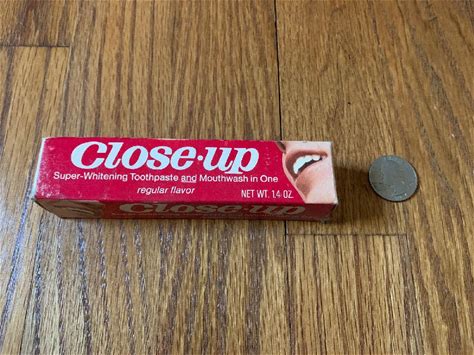 Close·up
Super-Whitening Toothpaste and Mouthwash in One
regular flavor
NET WT. 1.4 OZ.
Close·up